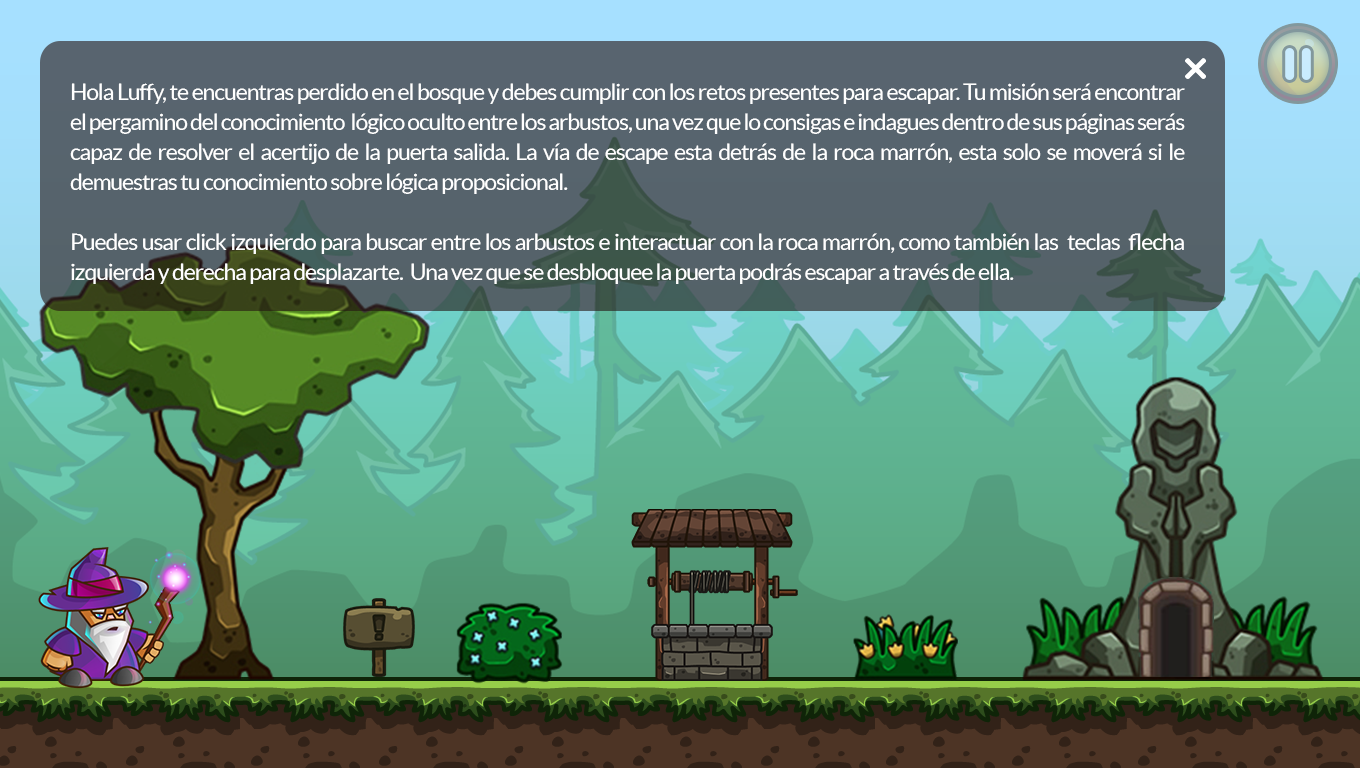 Hola Luffy, te encuentras perdido en el bosque y debes cumplir con los retos presentes para escapar. Tu misión será encontrar
el pergamino del conocimiento lógico oculto entre los arbustos, una vez que lo consigas e indagues dentro de sus páginas serás
capaz de resolver el acertijo de la puerta salida. La vía de escape esta detrás de la roca marrón, esta solo se moverá si le
demuestras tu conocimiento sobre lógica proposicional.
Puedes usar click izquierdo para buscar entre los arbustos e interactuar con la roca marrón, como también las teclas flecha
izquierda y derecha para desplazarte. Una vez que se desbloquee la puerta podrás escapar a través de ella.
!